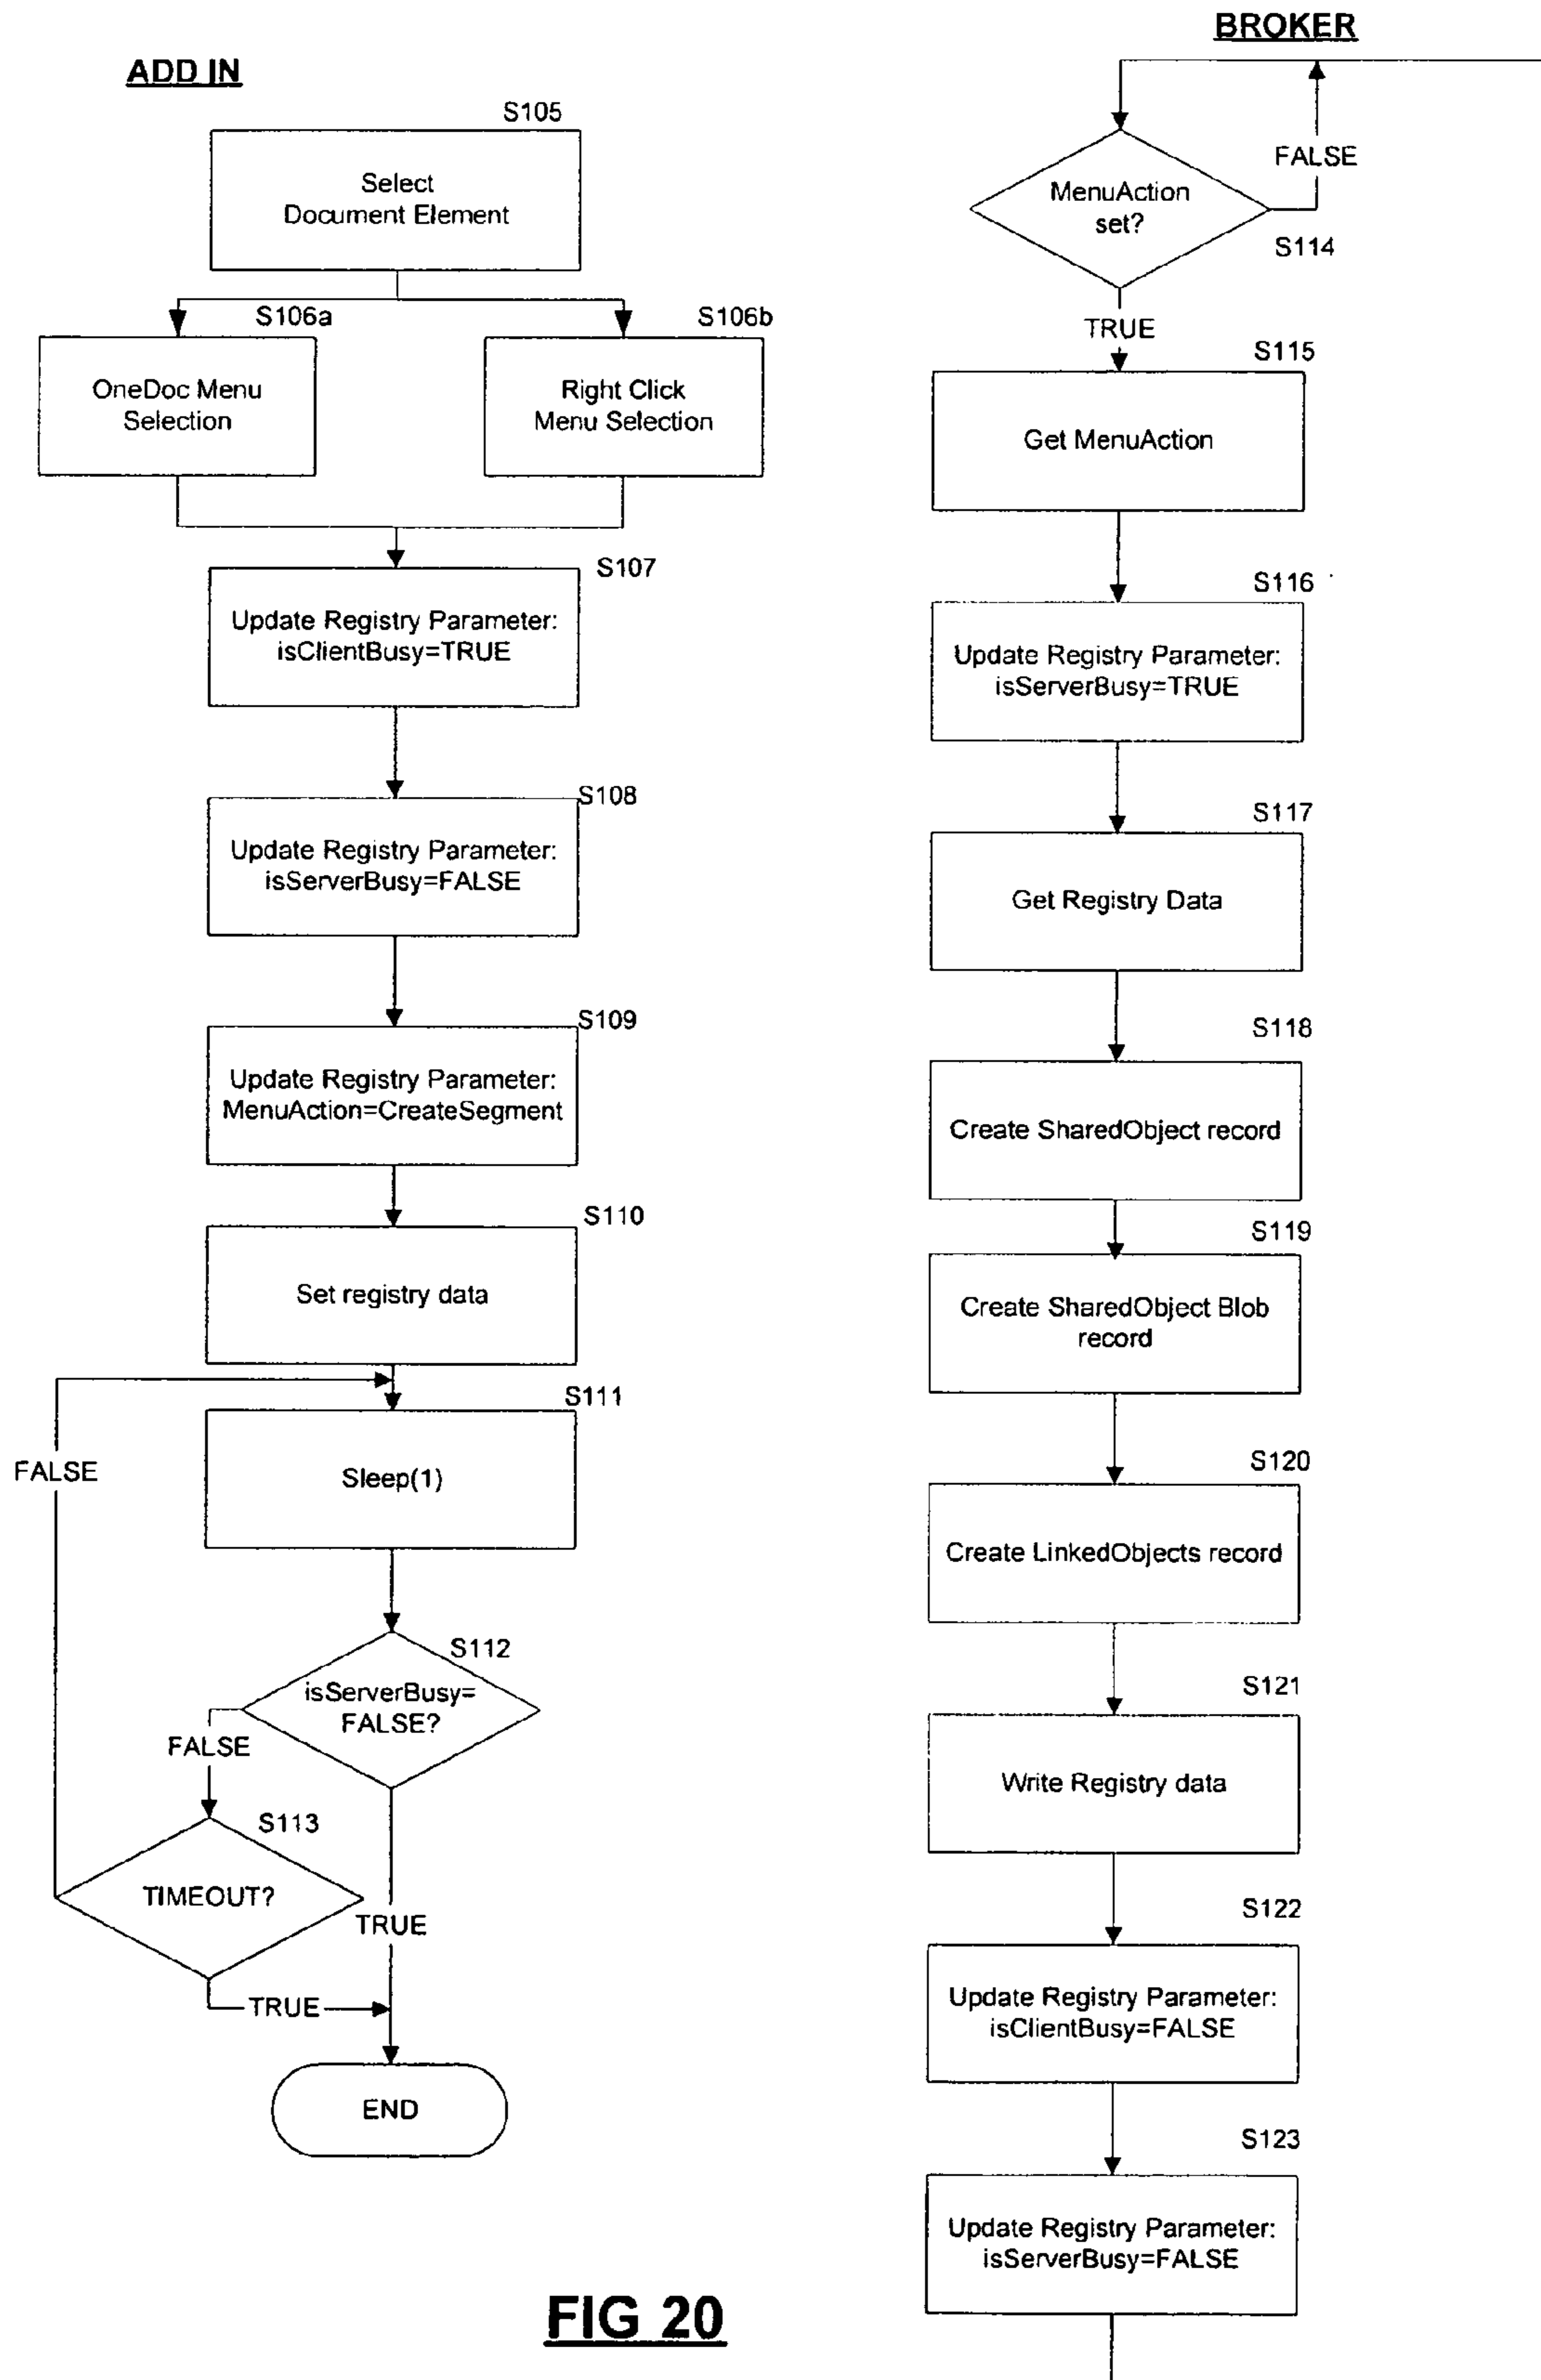 ADD IN
S105
Select
Document Element
S106a
OneDoc Menu
Selection
S106b
Right Click
Menu Selection
S107
Update Registry Parameter:
isClientBusy=TRUE
S108
Update Registry Parameter:
isServerBusy=FALSE
S109
Update Registry Parameter:
MenuAction=CreateSegment
S110
Set registry data
S111
Sleep(1)
FALSE
S112
isServerBusy=
FALSE?
FALSE
S113
TIMEOUT?
TRUE
TRUE
END
BROKER
MenuAction
set?
FALSE
S114
TRUE
S115
Get MenuAction
S116
Update Registry Parameter:
isServerBusy=TRUE
S117
Get Registry Data
S118
Create SharedObject record
S119
Create SharedObject Blob
record
S120
Create LinkedObjects record
S121
Write Registry data
S122
Update Registry Parameter:
isClientBusy=FALSE
S123
Update Registry Parameter:
isServerBusy=FALSE
FIG 20